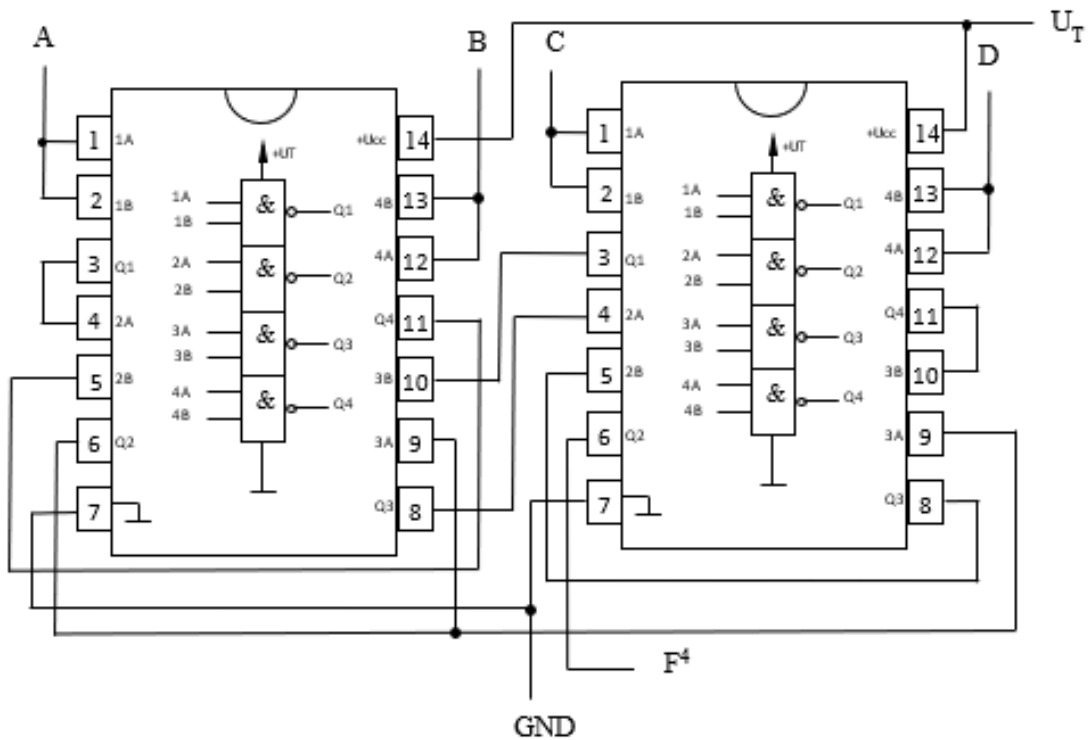 A
B
C
U_T
D
1 1A
2 1B
3 Q1
4 2A
5 2B
6 Q2
7
+Ucc 14
4B 13
4A 12
Q4 11
3B 10
3A 9
Q3 8
+UT
1A & Q1
1B
2A & Q2
2B
3A & Q3
3B
4A & Q4
4B
1 1A
2 1B
3 Q1
4 2A
5 2B
6 Q2
7
+Ucc 14
4B 13
4A 12
Q4 11
3B 10
3A 9
Q3 8
+UT
1A & Q1
1B
2A & Q2
2B
3A & Q3
3B
4A & Q4
4B
F⁴
GND